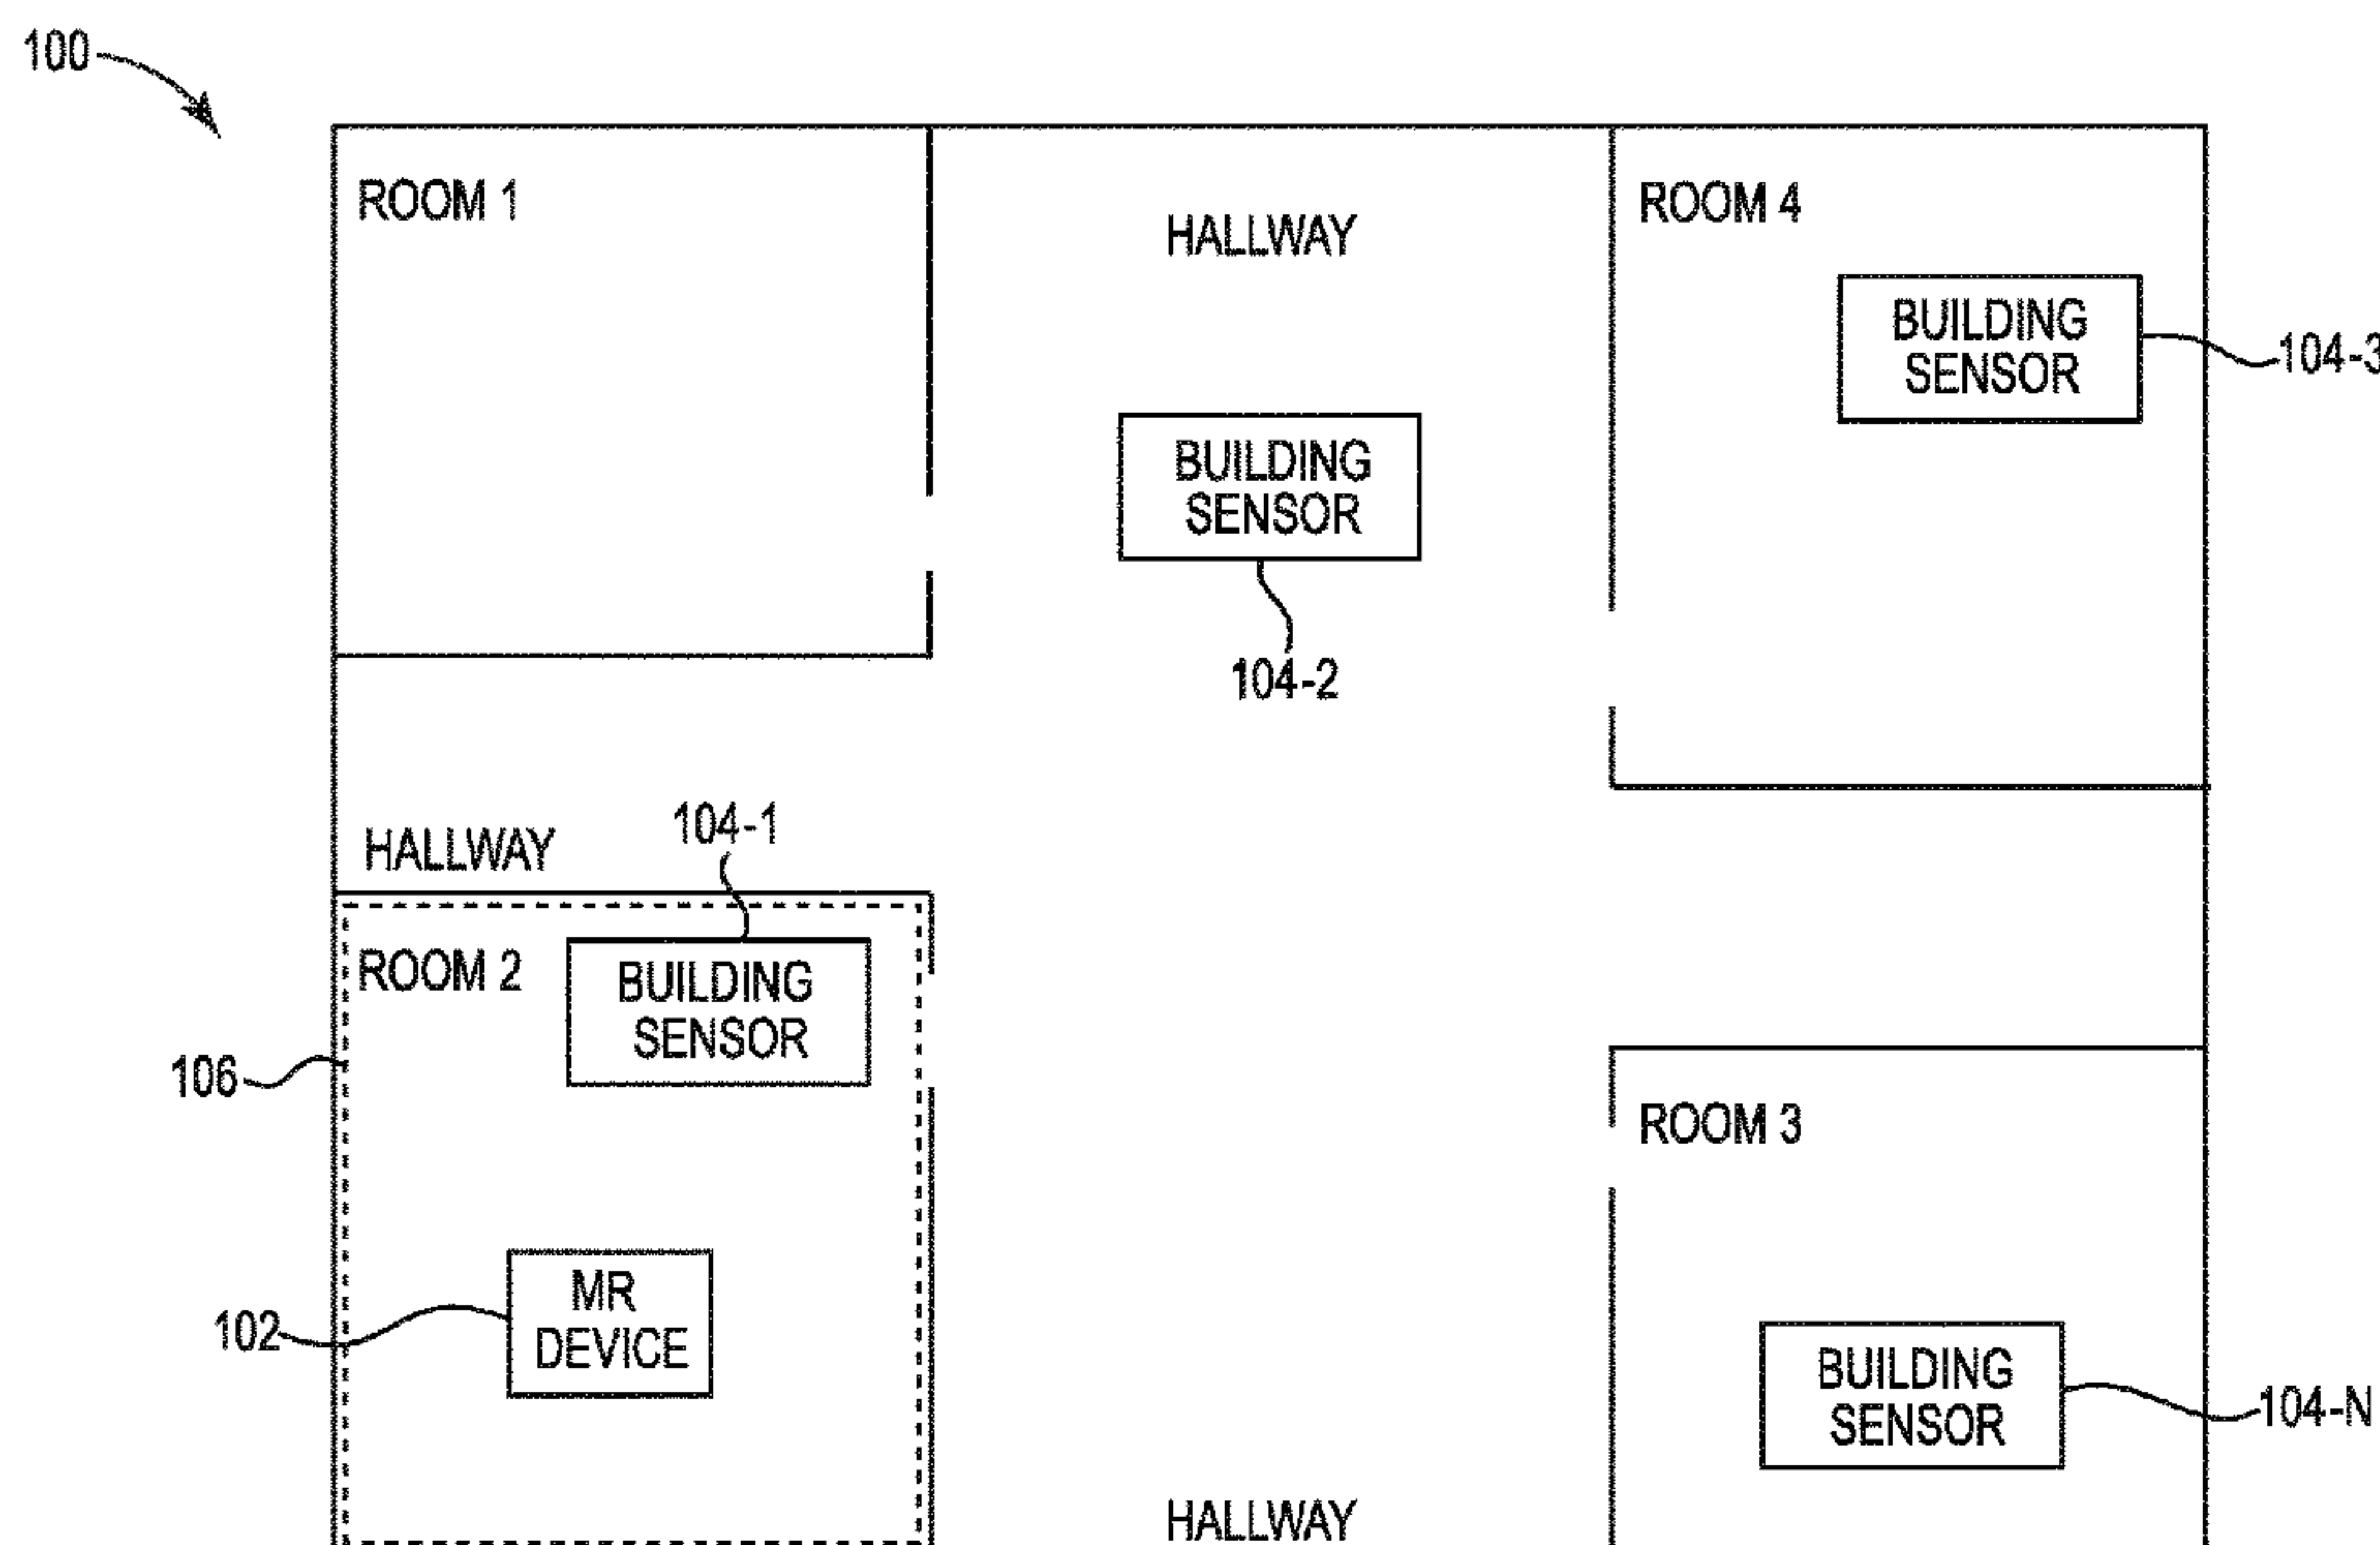 100
ROOM 1
HALLWAY
ROOM 4
BUILDING
SENSOR
104-3
BUILDING
SENSOR
104-2
HALLWAY
104-1
ROOM 2
BUILDING
SENSOR
106
ROOM 3
MR
DEVICE
102
BUILDING
SENSOR
104-N
HALLWAY